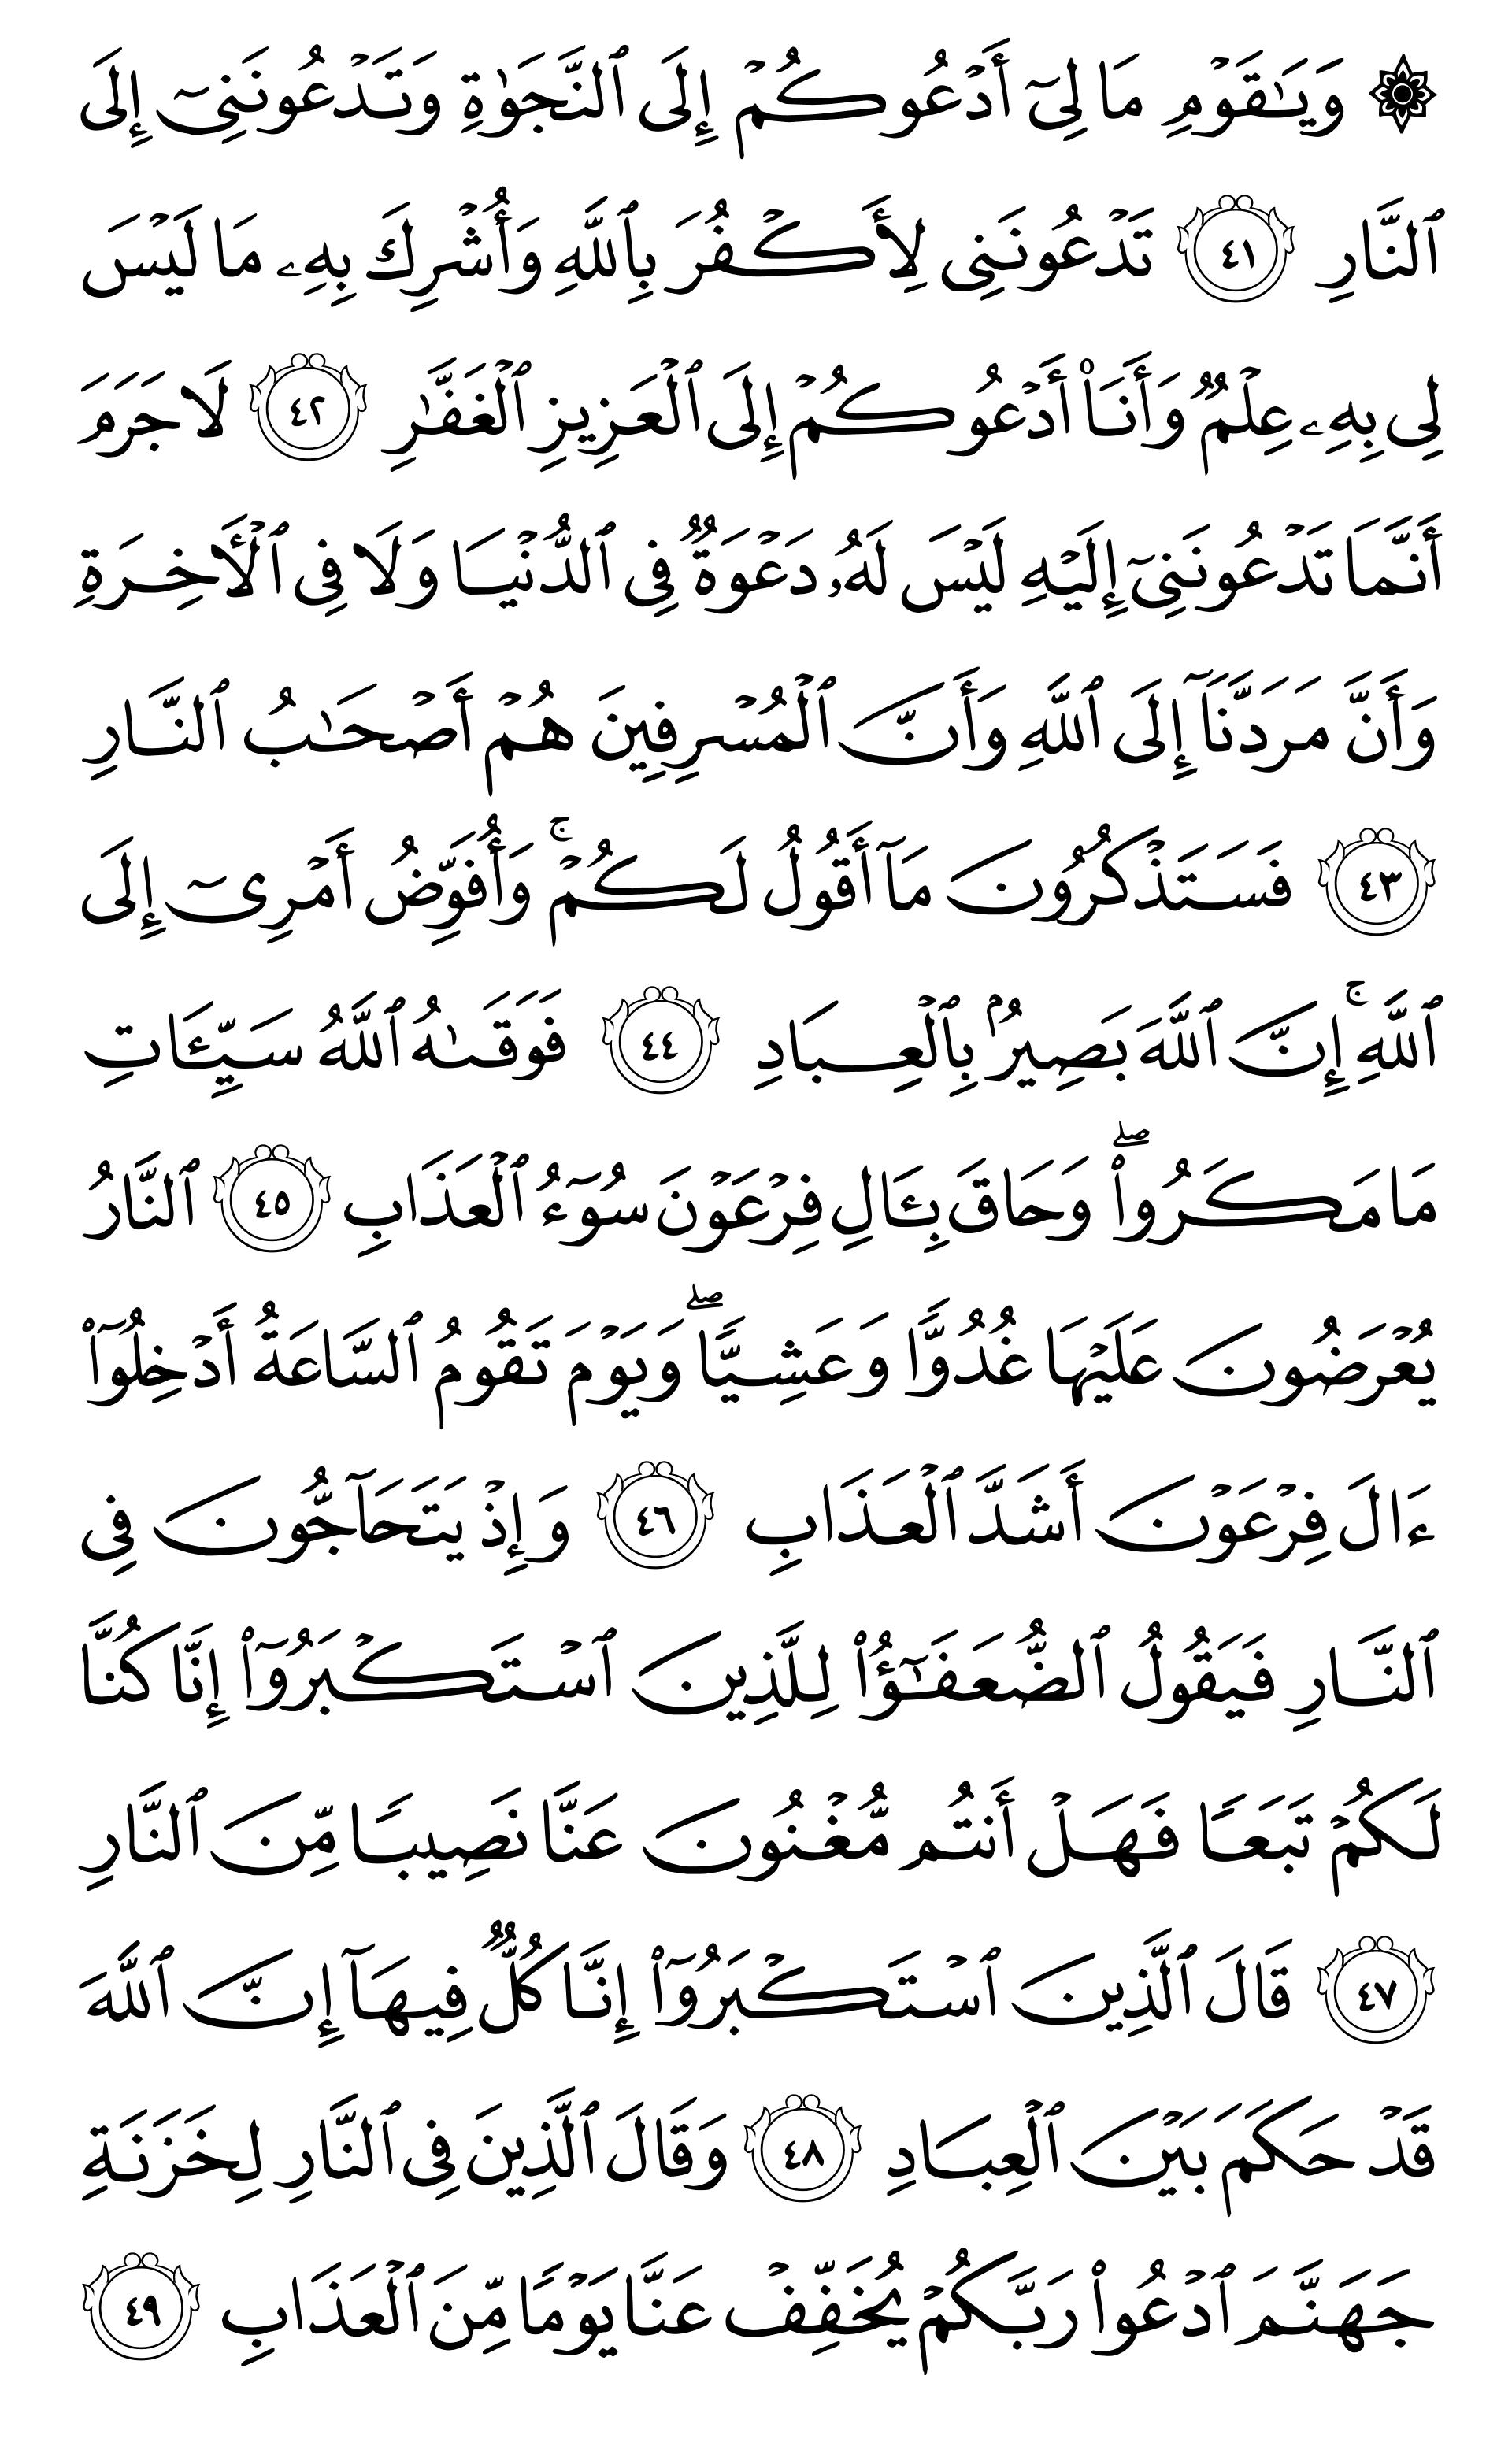 ۞ وَيَٰقَوۡمِ مَا لِيٓ أَدۡعُوكُمۡ إِلَى ٱلنَّجَوٰةِ وَتَدۡعُونَنِيٓ إِلَى
ٱلنَّارِ ٤١ تَدۡعُونَنِي لِأَكۡفُرَ بِٱللَّهِ وَأُشۡرِكَ بِهِۦ مَا لَيۡسَ
لِي بِهِۦ عِلۡمٞ وَأَنَا۠ أَدۡعُوكُمۡ إِلَى ٱلۡعَزِيزِ ٱلۡغَفَّٰرِ ٤٢ لَا جَرَمَ
أَنَّمَا تَدۡعُونَنِيٓ إِلَيۡهِ لَيۡسَ لَهُۥ دَعۡوَةٞ فِي ٱلدُّنۡيَا وَلَا فِي ٱلۡأٓخِرَةِ
وَأَنَّ مَرَدَّنَآ إِلَى ٱللَّهِ وَأَنَّ ٱلۡمُسۡرِفِينَ هُمۡ أَصۡحَٰبُ ٱلنَّارِ
٤٣ فَسَتَذۡكُرُونَ مَآ أَقُولُ لَكُمۡۚ وَأُفَوِّضُ أَمۡرِيٓ إِلَى
ٱللَّهِۚ إِنَّ ٱللَّهَ بَصِيرُۢ بِٱلۡعِبَادِ ٤٤ فَوَقَىٰهُ ٱللَّهُ سَيِّـَٔاتِ
مَا مَكَرُواْۖ وَحَاقَ بِـَٔالِ فِرۡعَوۡنَ سُوٓءُ ٱلۡعَذَابِ ٤٥ ٱلنَّارُ
يُعۡرَضُونَ عَلَيۡهَا غُدُوّٗا وَعَشِيّٗاۖ وَيَوۡمَ تَقُومُ ٱلسَّاعَةُ أَدۡخِلُوٓاْ
ءَالَ فِرۡعَوۡنَ أَشَدَّ ٱلۡعَذَابِ ٤٦ وَإِذۡ يَتَحَآجُّونَ فِي
ٱلنَّارِ فَيَقُولُ ٱلضُّعَفَٰٓؤُاْ لِلَّذِينَ ٱسۡتَكۡبَرُوٓاْ إِنَّا كُنَّا
لَكُمۡ تَبَعٗا فَهَلۡ أَنتُم مُّغۡنُونَ عَنَّا نَصِيبٗا مِّنَ ٱلنَّارِ
٤٧ قَالَ ٱلَّذِينَ ٱسۡتَكۡبَرُوٓاْ إِنَّا كُلّٞ فِيهَآ إِنَّ ٱللَّهَ
قَدۡ حَكَمَ بَيۡنَ ٱلۡعِبَادِ ٤٨ وَقَالَ ٱلَّذِينَ فِي ٱلنَّارِ لِخَزَنَةِ
جَهَنَّمَ ٱدۡعُواْ رَبَّكُمۡ يُخَفِّفۡ عَنَّا يَوۡمٗا مِّنَ ٱلۡعَذَابِ ٤٩